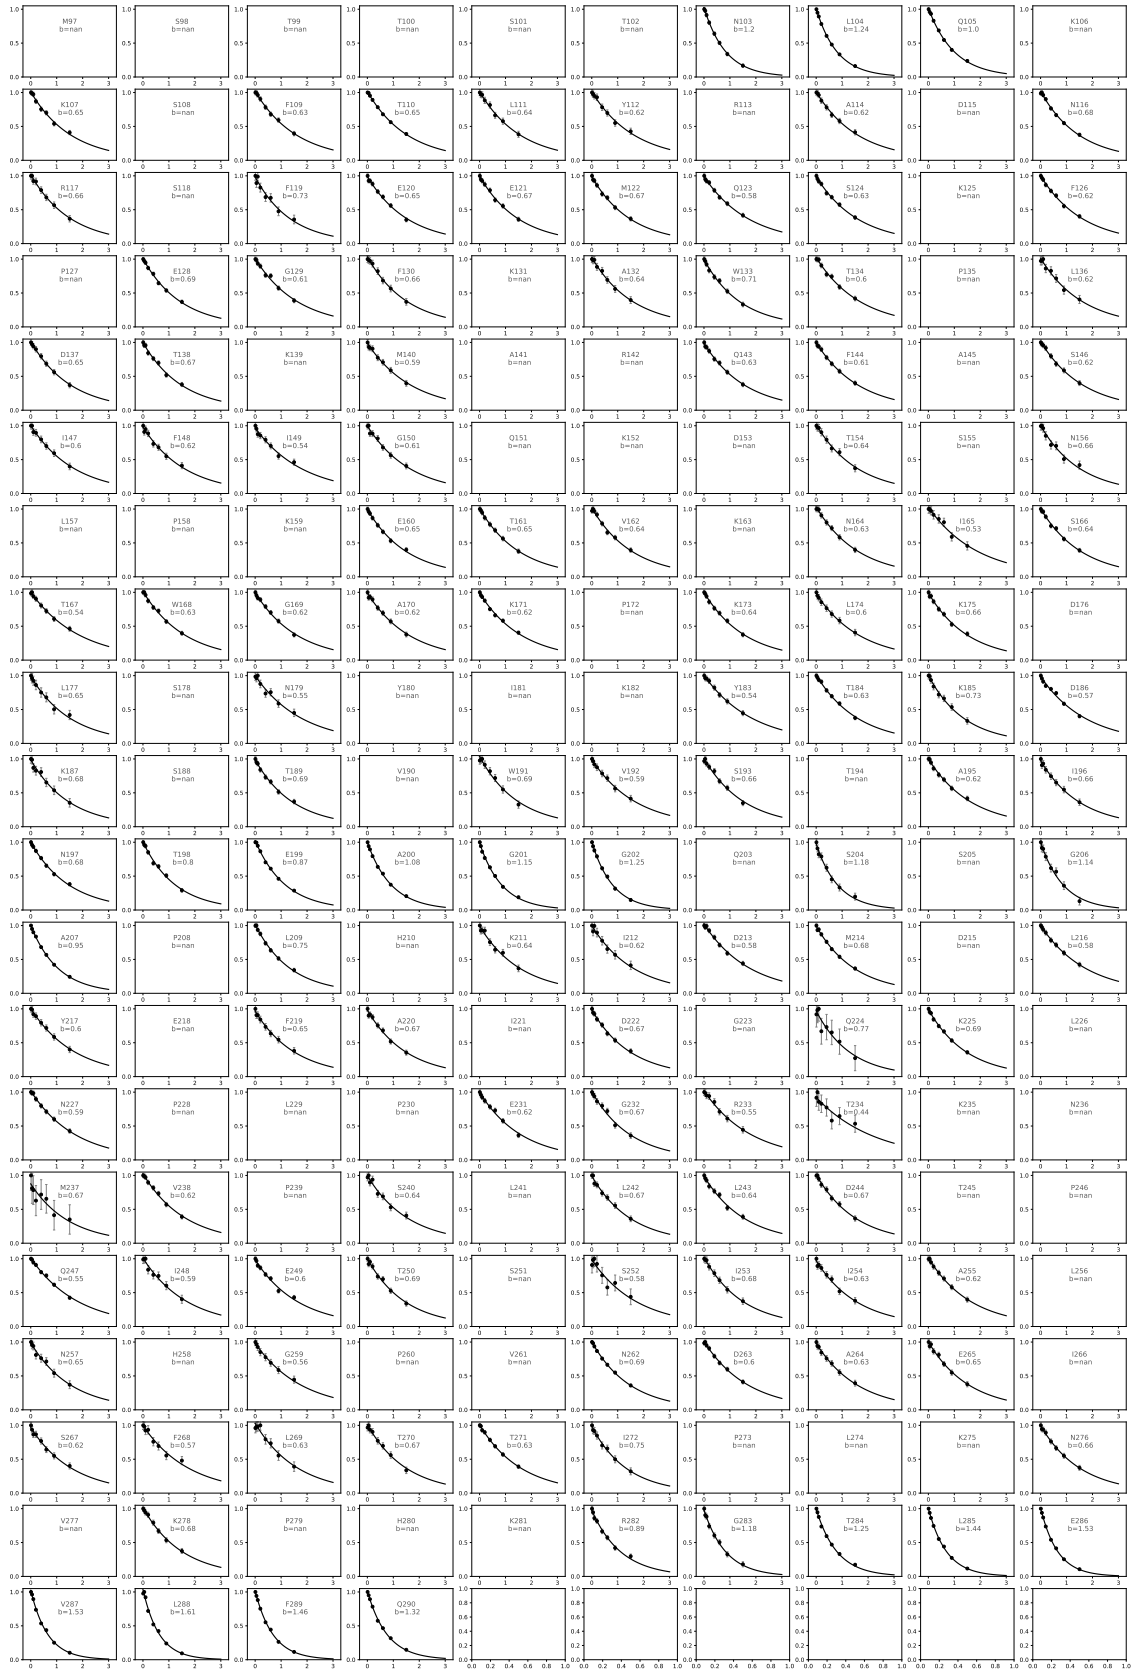 M97
b=nan
S98
b=nan
T99
b=nan
T100
b=nan
S101
b=nan
T102
b=nan
N103
b=1.2
L104
b=1.24
Q105
b=1.0
K106
b=nan
K107
b=0.65
S108
b=nan
F109
b=0.63
T110
b=0.65
L111
b=0.64
Y112
b=0.62
R113
b=nan
A114
b=0.62
D115
b=nan
N116
b=0.68
R117
b=0.66
S118
b=nan
F119
b=0.73
E120
b=0.65
E121
b=0.67
M122
b=0.67
Q123
b=0.58
S124
b=0.63
K125
b=nan
F126
b=0.62
P127
b=nan
E128
b=0.69
G129
b=0.61
F130
b=0.66
K131
b=nan
A132
b=0.64
W133
b=0.71
T134
b=0.6
P135
b=nan
L136
b=0.62
D137
b=0.65
T138
b=0.67
K139
b=nan
M140
b=0.59
A141
b=nan
R142
b=nan
Q143
b=0.63
F144
b=0.61
A145
b=nan
S146
b=0.62
I147
b=0.6
F148
b=0.62
I149
b=0.54
G150
b=0.61
Q151
b=nan
K152
b=nan
D153
b=nan
T154
b=0.64
S155
b=nan
N156
b=0.66
L157
b=nan
P158
b=nan
K159
b=nan
E160
b=0.65
T161
b=0.65
V162
b=0.64
K163
b=nan
N164
b=0.63
I165
b=0.53
S166
b=0.64
T167
b=0.54
W168
b=0.63
G169
b=0.62
A170
b=0.62
K171
b=0.62
P172
b=nan
K173
b=0.64
L174
b=0.6
K175
b=0.66
D176
b=nan
L177
b=0.65
S178
b=nan
N179
b=0.55
Y180
b=nan
I181
b=nan
K182
b=nan
Y183
b=0.54
T184
b=0.63
K185
b=0.73
D186
b=0.57
K187
b=0.68
S188
b=nan
T189
b=0.69
V190
b=nan
W191
b=0.69
V192
b=0.59
S193
b=0.66
T194
b=nan
A195
b=0.62
I196
b=0.66
N197
b=0.68
T198
b=0.8
E199
b=0.87
A200
b=1.08
G201
b=1.15
G202
b=1.25
Q203
b=nan
S204
b=1.18
S205
b=nan
G206
b=1.14
A207
b=0.95
P208
b=nan
L209
b=0.75
H210
b=nan
K211
b=0.64
I212
b=0.62
D213
b=0.58
M214
b=0.68
D215
b=nan
L216
b=0.58
Y217
b=0.6
E218
b=nan
F219
b=0.65
A220
b=0.67
I221
b=nan
D222
b=0.67
G223
b=nan
Q224
b=0.77
K225
b=0.69
L226
b=nan
N227
b=0.59
P228
b=nan
L229
b=nan
P230
b=nan
E231
b=0.62
G232
b=0.67
R233
b=0.55
T234
b=0.44
K235
b=nan
N236
b=nan
M237
b=0.67
V238
b=0.62
P239
b=nan
S240
b=0.64
L241
b=nan
L242
b=0.67
L243
b=0.64
D244
b=0.67
T245
b=nan
P246
b=nan
Q247
b=0.55
I248
b=0.59
E249
b=0.6
T250
b=0.69
S251
b=nan
S252
b=0.58
I253
b=0.68
I254
b=0.63
A255
b=0.62
L256
b=nan
N257
b=0.65
H258
b=nan
G259
b=0.56
P260
b=nan
V261
b=nan
N262
b=0.69
D263
b=0.6
A264
b=0.63
E265
b=0.65
I266
b=nan
S267
b=0.62
F268
b=0.57
L269
b=0.63
T270
b=0.67
T271
b=0.63
I272
b=0.75
P273
b=nan
L274
b=nan
K275
b=nan
N276
b=0.66
V277
b=nan
K278
b=0.68
P279
b=nan
H280
b=nan
K281
b=nan
R282
b=0.89
G283
b=1.18
T284
b=1.25
L285
b=1.44
E286
b=1.53
V287
b=1.53
L288
b=1.61
F289
b=1.46
Q290
b=1.32